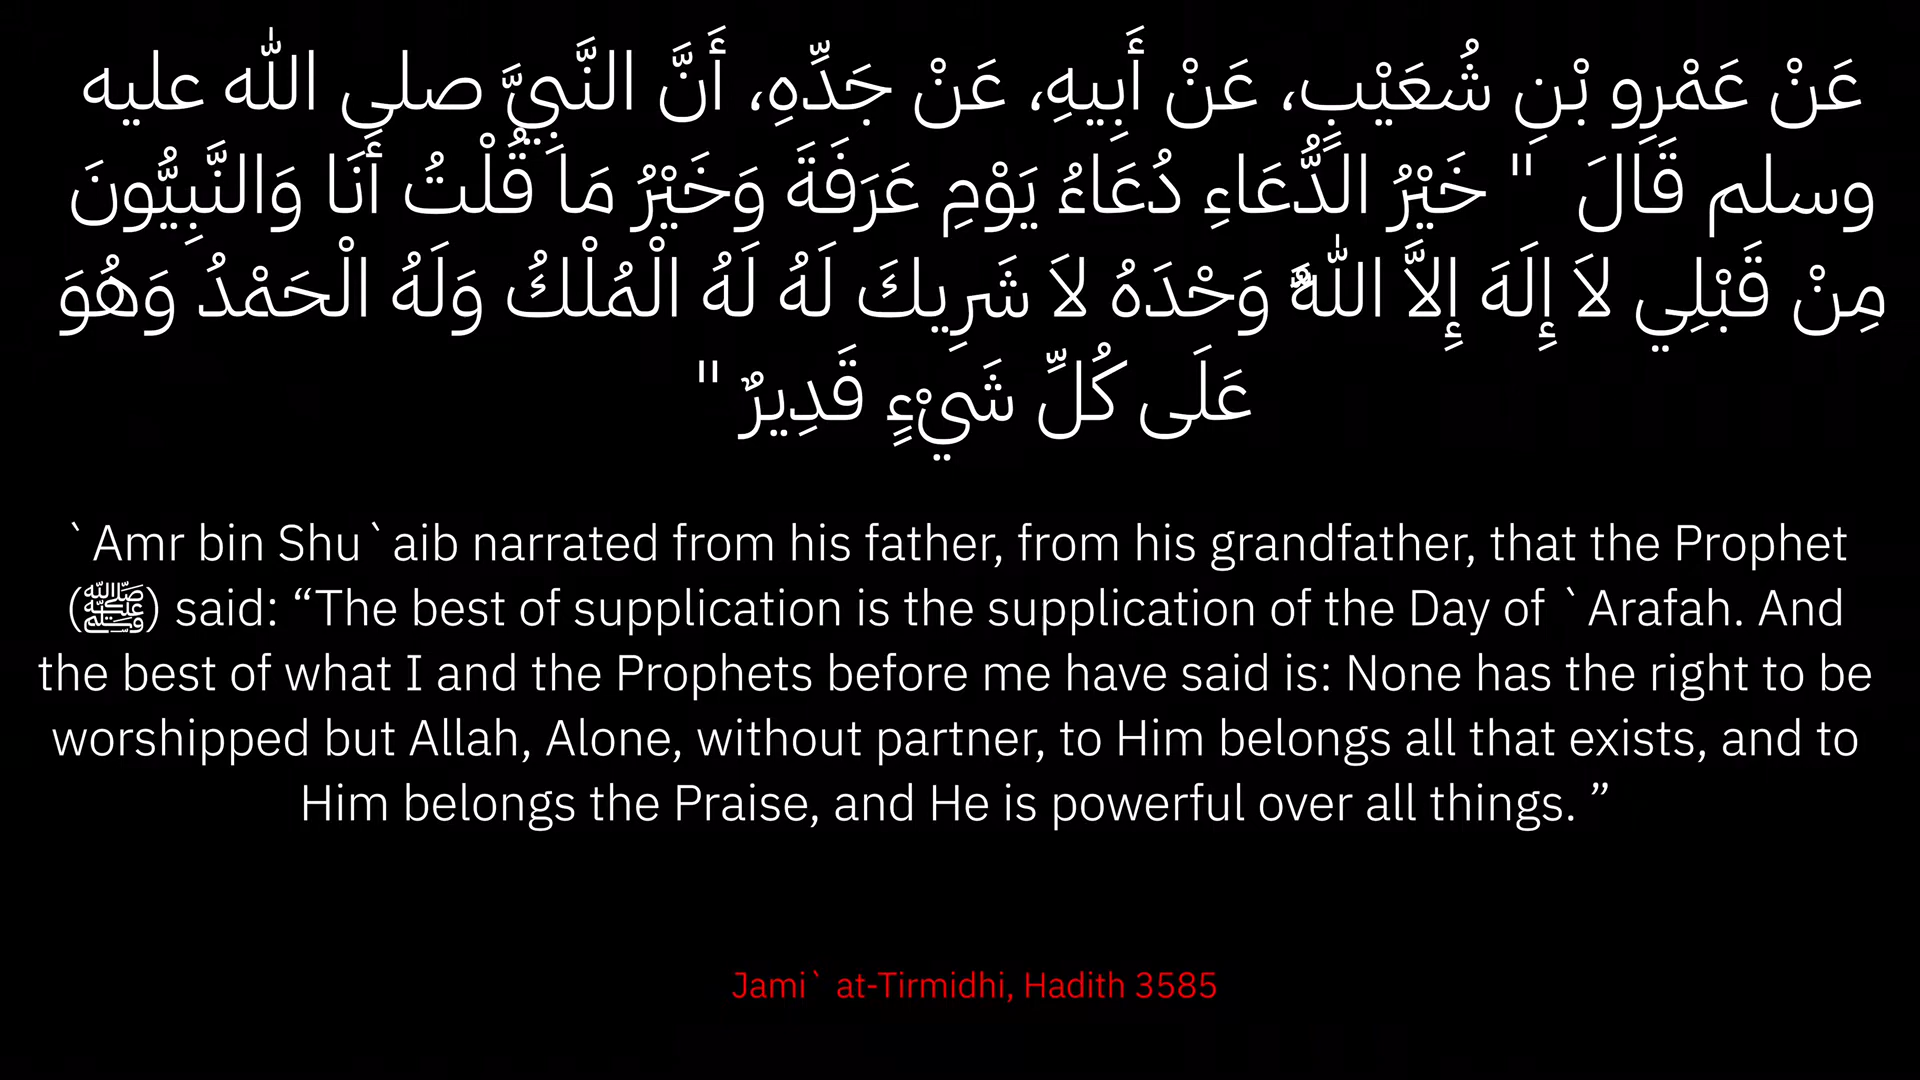 عَنْ عَمْرِو بْنِ شُعَيْبٍ، عَنْ أَبِيهِ، عَنْ جَدِّهِ، أَنَّ النَّبِيَّ صلى الله عليه
وسلم قَالَ " خَيْرُ الدُّعَاءِ دُعَاءُ يَوْمِ عَرَفَةَ وَخَيْرُ مَا قُلْتُ أَنَا وَالنَّبِيُّونَ
مِنْ قَبْلِي لاَ إِلَهَ إِلاَّ اللَّهُ وَحْدَهُ لاَ شَرِيكَ لَهُ لَهُ الْمُلْكُ وَلَهُ الْحَمْدُ وَهُوَ
عَلَى كُلِّ شَيْءٍ قَدِيرٌ "
`Amr bin Shu`aib narrated from his father, from his grandfather, that the Prophet
(ﷺ) said: “The best of supplication is the supplication of the Day of `Arafah. And
the best of what I and the Prophets before me have said is: None has the right to be
worshipped but Allah, Alone, without partner, to Him belongs all that exists, and to
Him belongs the Praise, and He is powerful over all things. ”
Jami` at-Tirmidhi, Hadith 3585